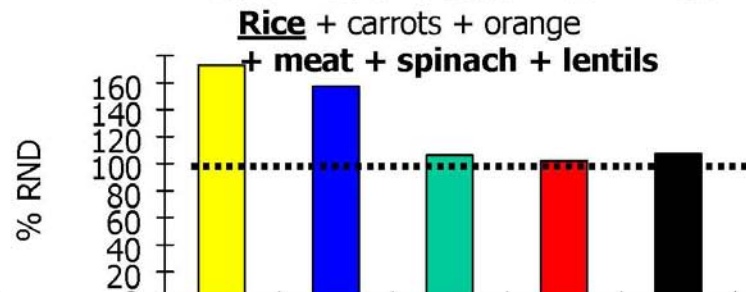 Rice + carrots + orange
+ meat + spinach + lentils
160
140
120
100
80
60
40
20
% RND